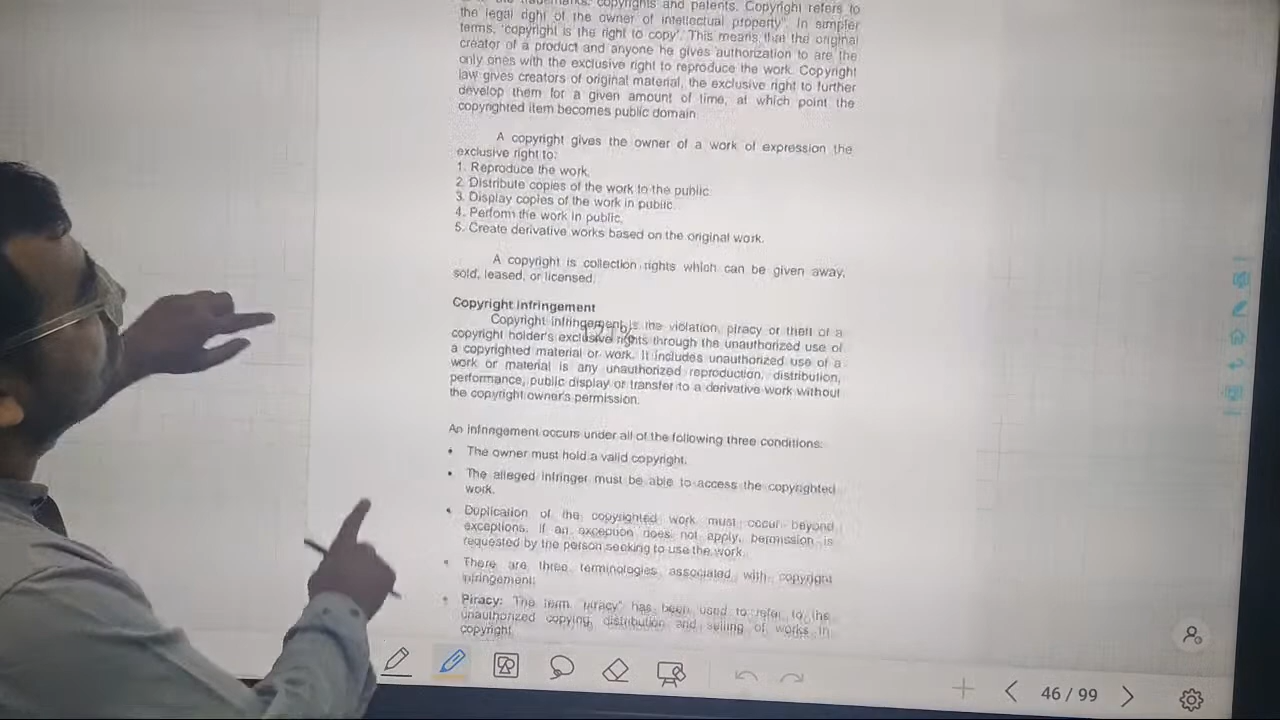 the trademarks, copyrights and patents. Copyright refers to
the legal right of the owner of intellectual property". In simpler
terms, 'copyright is the right to copy'. This means that the original
creator of a product and anyone he gives authorization to are the
only ones with the exclusive right to reproduce the work. Copyright
law gives creators of original material, the exclusive right to further
develop them for a given amount of time, at which point the
copyrighted item becomes public domain
A copyright gives the owner of a work of expression the
exclusive right to:
1. Reproduce the work.
2. Distribute copies of the work to the public.
3. Display copies of the work in public.
4. Perform the work in public.
5. Create derivative works based on the original work.
A copyright is collection rights which can be given away,
sold, leased, or licensed.
Copyright infringement
Copyright infringement is the violation, piracy or theft of a
copyright holder's exclusive rights through the unauthorized use of
a copyrighted material or work. It includes unauthorized use of a
work or material is any unauthorized reproduction, distribution,
performance, public display or transfer to a derivative work without
the copyright owner's permission.
An infringement occurs under all of the following three conditions:
• The owner must hold a valid copyright.
• The alleged infringer must be able to access the copyrighted
work.
• Duplication of the copyrighted work must occur beyond
exceptions. If an exception does not apply, permission is
requested by the person seeking to use the work.
• There are three terminologies associated with copyright
infringement:
• Piracy: The term "piracy" has been used to refer to the
unauthorized copying, distribution and selling of works in
copyright
46 / 99